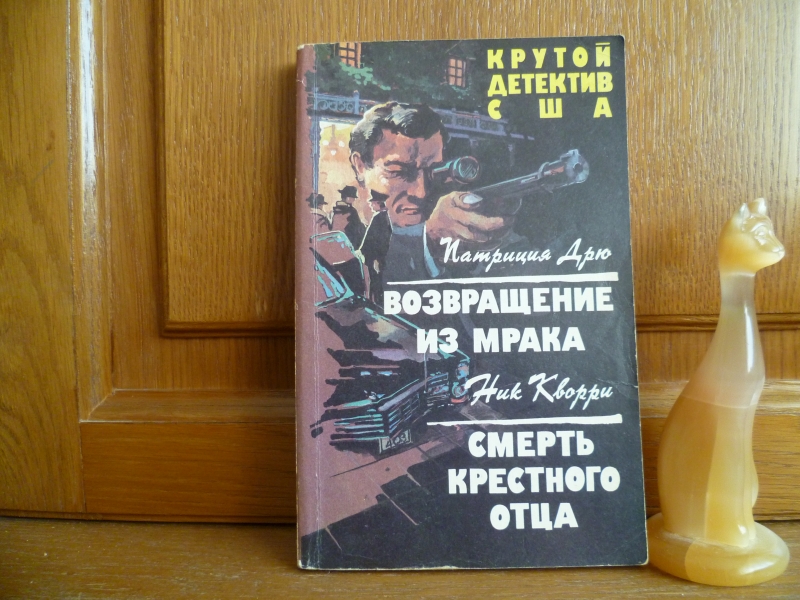 КРУТОЙ
ДЕТЕКТИВ
США
Патриция Дрю
ВОЗВРАЩЕНИЕ
ИЗ МРАКА
Ник Кворри
СМЕРТЬ
КРЕСТНОГО
ОТЦА